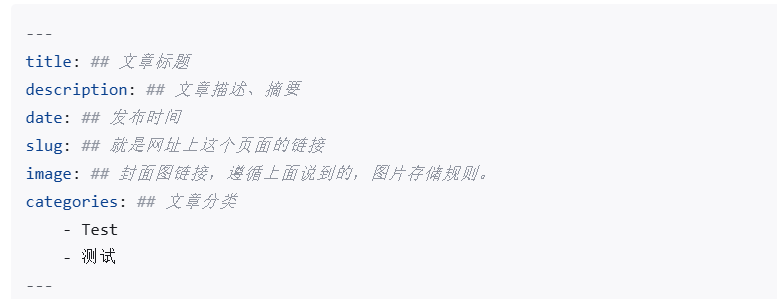 ---
title: ## 文章标题
description: ## 文章描述、摘要
date: ## 发布时间
slug: ## 就是网址上这个页面的链接
image: ## 封面图链接，遵循上面说到的，图片存储规则。
categories: ## 文章分类
    - Test
    - 测试
---